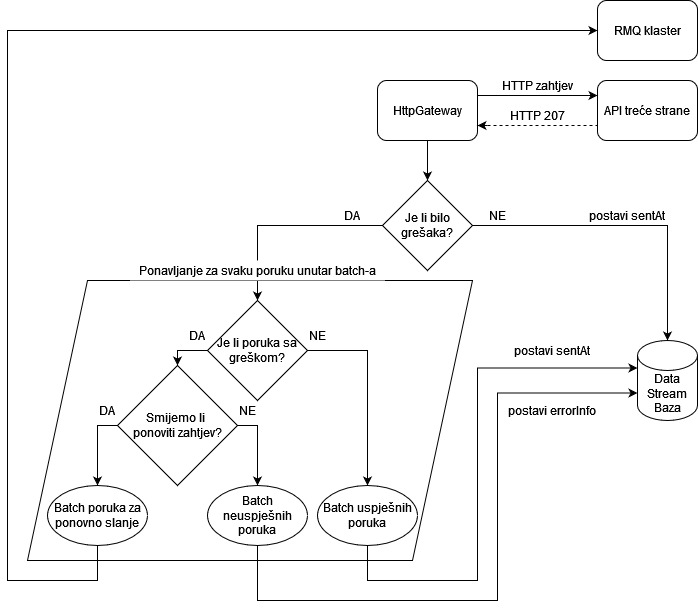 RMQ klaster
HTTP zahtjev
HttpGateway
API treće strane
HTTP 207
DA
Je li bilo
grešaka?
NE
postavi sentAt
Ponavljanje za svaku poruku unutar batch-a
DA
Je li poruka sa
greškom?
NE
postavi sentAt
Data
Stream
Baza
DA
Smijemo li
ponoviti zahtjev?
NE
postavi errorInfo
Batch poruka za
ponovno slanje
Batch
neuspješnih
poruka
Batch uspješnih
poruka